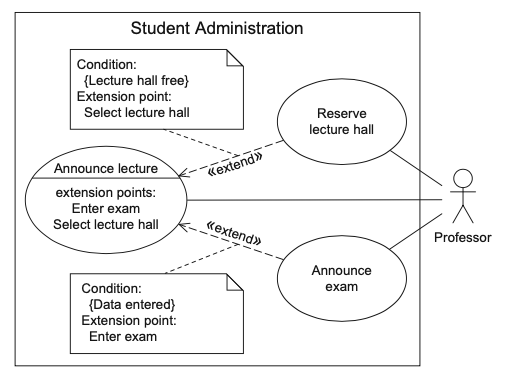 Student Administration
Condition:
{Lecture hall free}
Extension point:
Select lecture hall
Reserve
lecture hall
«extend»
Announce lecture
extension points:
Enter exam
Select lecture hall
Professor
«extend»
Announce
exam
Condition:
{Data entered}
Extension point:
Enter exam